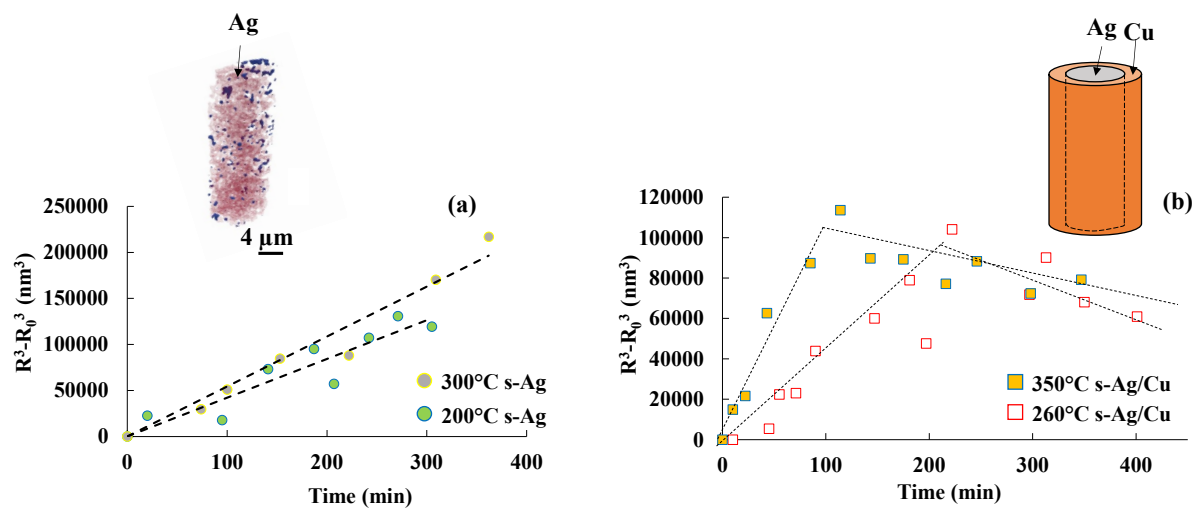 Ag
4 μm
(a)
R³-R₀³ (nm³)
250000
200000
150000
100000
50000
0
300°C s-Ag
200°C s-Ag
0 100 200 300 400
Time (min)
Ag Cu
(b)
R³-R₀³ (nm³)
120000
100000
80000
60000
40000
20000
0
350°C s-Ag/Cu
260°C s-Ag/Cu
0 100 200 300 400
Time (min)